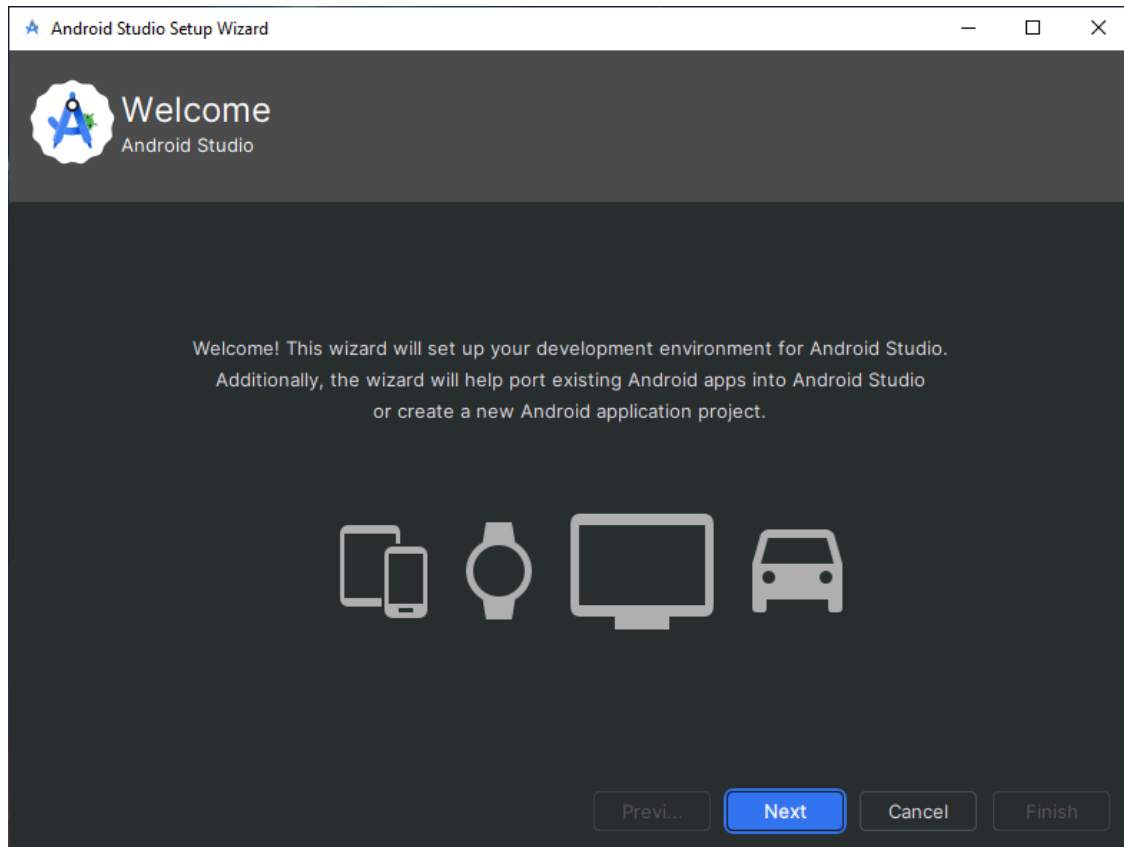 Android Studio Setup Wizard
Welcome
Android Studio
Welcome! This wizard will set up your development environment for Android Studio.
Additionally, the wizard will help port existing Android apps into Android Studio
or create a new Android application project.
Previ...
Next
Cancel
Finish